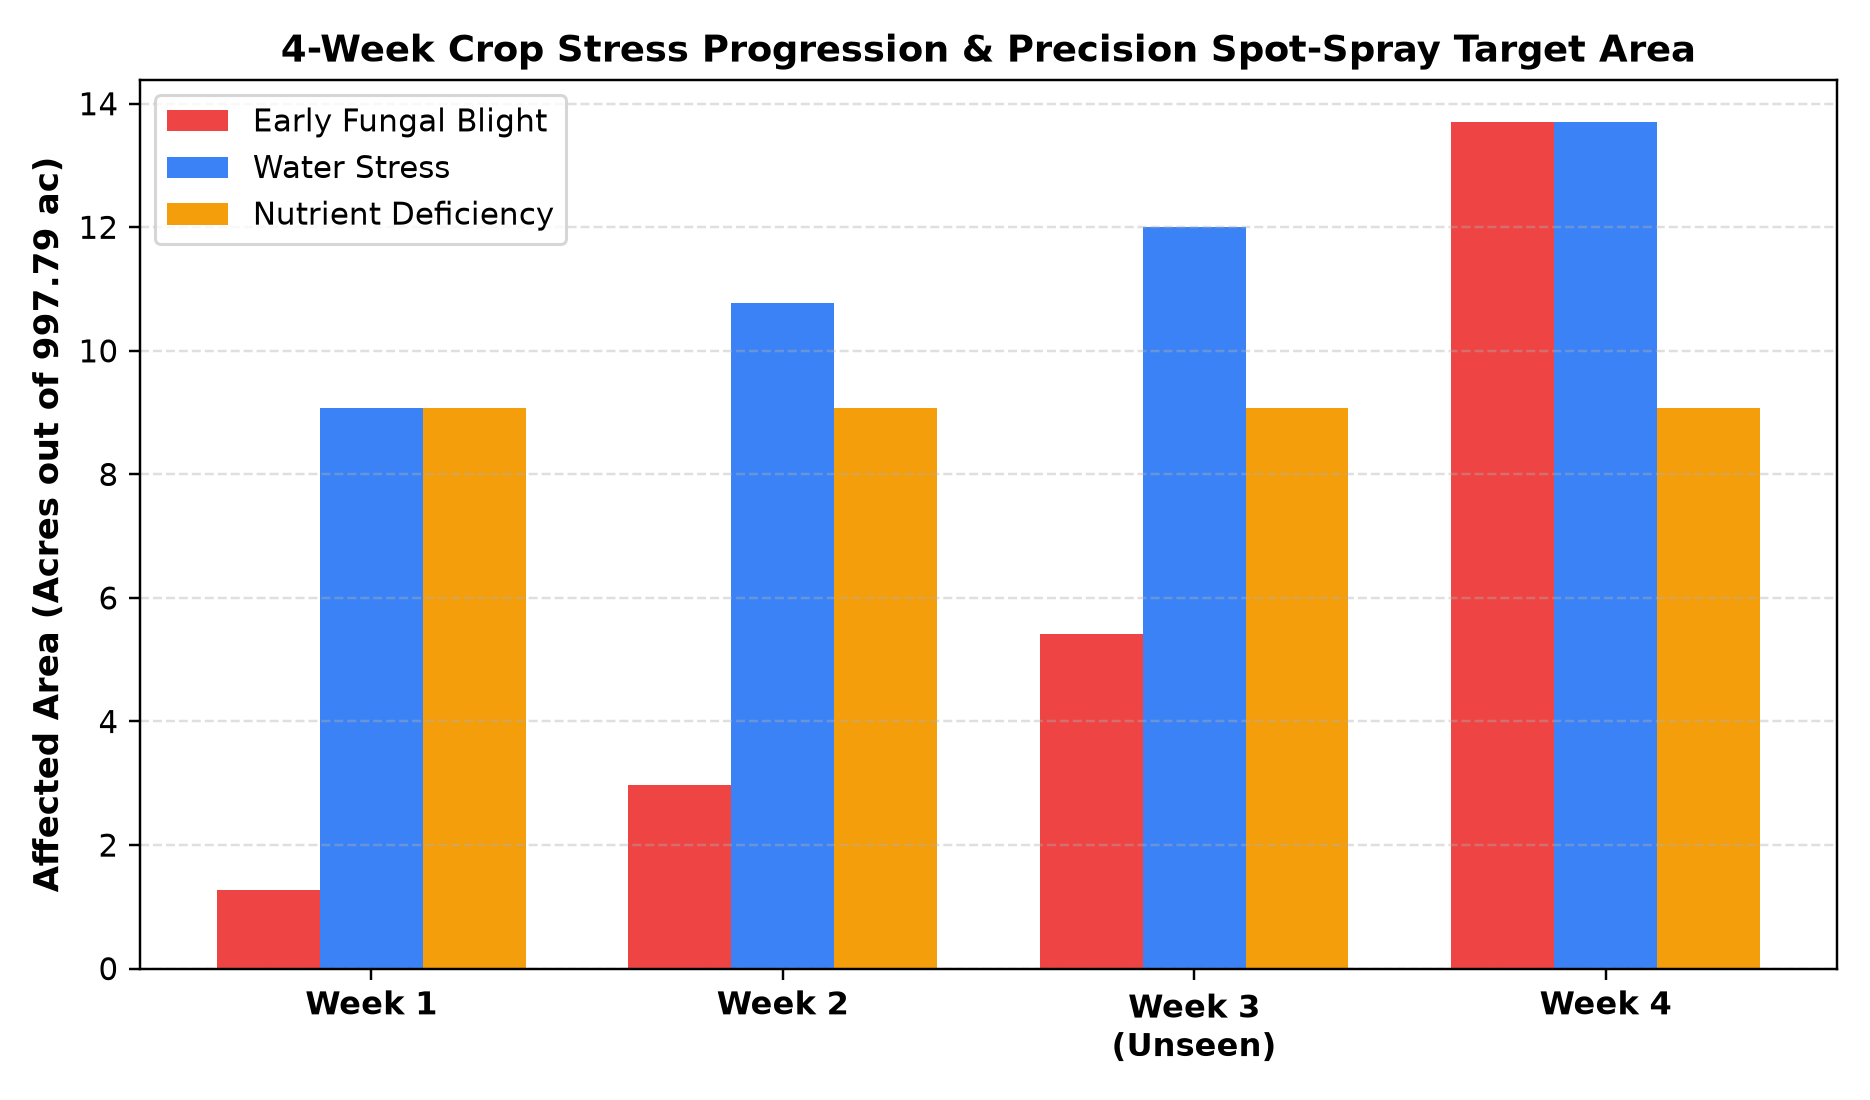 4-Week Crop Stress Progression & Precision Spot-Spray Target Area
Early Fungal Blight
Water Stress
Nutrient Deficiency
Affected Area (Acres out of 997.79 ac)
14
12
10
8
6
4
2
0
Week 1
Week 2
Week 3
(Unseen)
Week 4